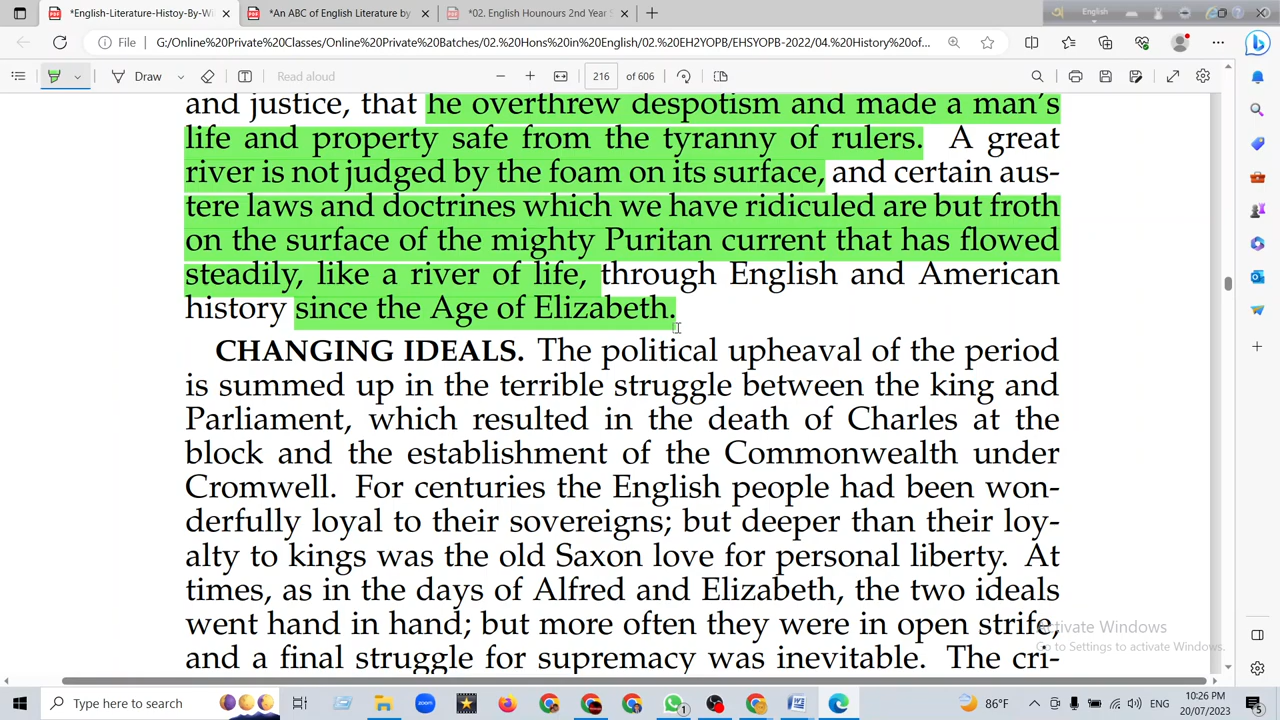 *English-Literature-Histoy-By-Wi
*An ABC of English Literature by
*02. English Hounours 2nd Year S
English
File
G:/Online%20Private%20Classes/Online%20Private%20Batches/02.%20Hons%20in%20English/02.%20EH2YOPB/EHSYOPB-2022/04.%20History%20of...
Draw
Read aloud
216
of 606
and justice, that he overthrew despotism and made a man's
life and property safe from the tyranny of rulers. A great
river is not judged by the foam on its surface, and certain aus-
tere laws and doctrines which we have ridiculed are but froth
on the surface of the mighty Puritan current that has flowed
steadily, like a river of life, through English and American
history since the Age of Elizabeth.
CHANGING IDEALS. The political upheaval of the period
is summed up in the terrible struggle between the king and
Parliament, which resulted in the death of Charles at the
block and the establishment of the Commonwealth under
Cromwell. For centuries the English people had been won-
derfully loyal to their sovereigns; but deeper than their loy-
alty to kings was the old Saxon love for personal liberty. At
times, as in the days of Alfred and Elizabeth, the two ideals
went hand in hand; but more often they were in open strife,
and a final struggle for supremacy was inevitable. The cri-
Activate Windows
Go to Settings to activate Windows.
Type here to search
zoom
1
86°F
ENG
10:26 PM
20/07/2023
5